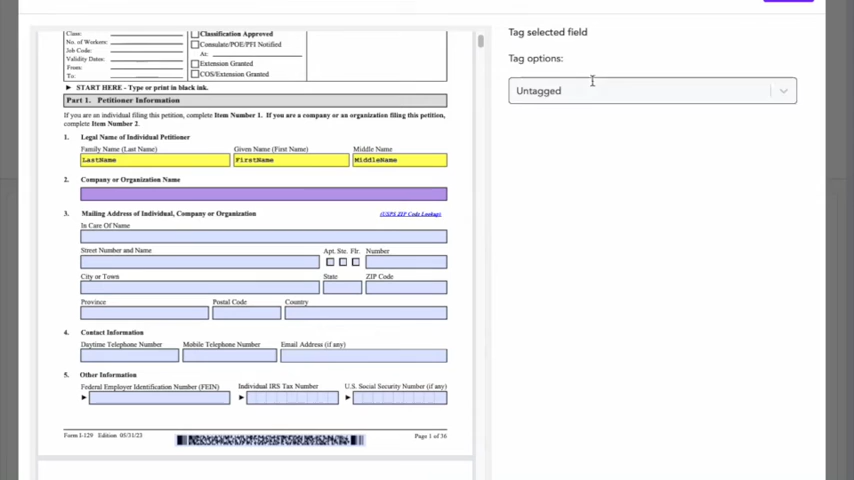 Class:
No. of Workers:
Job Code:
Validity Dates:
From:
To:
Classification Approved
Consulate/POE/PFI Notified
At:
Extension Granted
COS/Extension Granted
► START HERE - Type or print in black ink.
Part 1. Petitioner Information
If you are an individual filing this petition, complete Item Number 1. If you are a company or an organization filing this petition,
complete Item Number 2.
1. Legal Name of Individual Petitioner
Family Name (Last Name) Given Name (First Name) Middle Name
LastName FirstName MiddleName
2. Company or Organization Name
3. Mailing Address of Individual, Company or Organization (USPS ZIP Code Lookup)
In Care Of Name
Street Number and Name Apt. Ste. Flr. Number
City or Town State ZIP Code
Province Postal Code Country
4. Contact Information
Daytime Telephone Number Mobile Telephone Number Email Address (if any)
5. Other Information
Federal Employer Identification Number (FEIN) Individual IRS Tax Number U.S. Social Security Number (if any)
Form I-129 Edition 05/31/23 Page 1 of 36
Tag selected field
Tag options:
Untagged